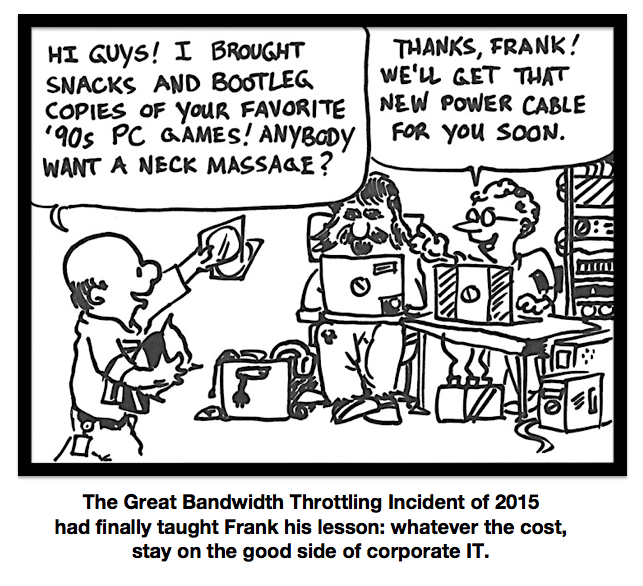 HI GUYS! I BROUGHT
SNACKS AND BOOTLEG
COPIES OF YOUR FAVORITE
'90s PC GAMES! ANYBODY
WANT A NECK MASSAGE?
THANKS, FRANK!
WE'LL GET THAT
NEW POWER CABLE
FOR YOU SOON.
The Great Bandwidth Throttling Incident of 2015
had finally taught Frank his lesson: whatever the cost,
stay on the good side of corporate IT.